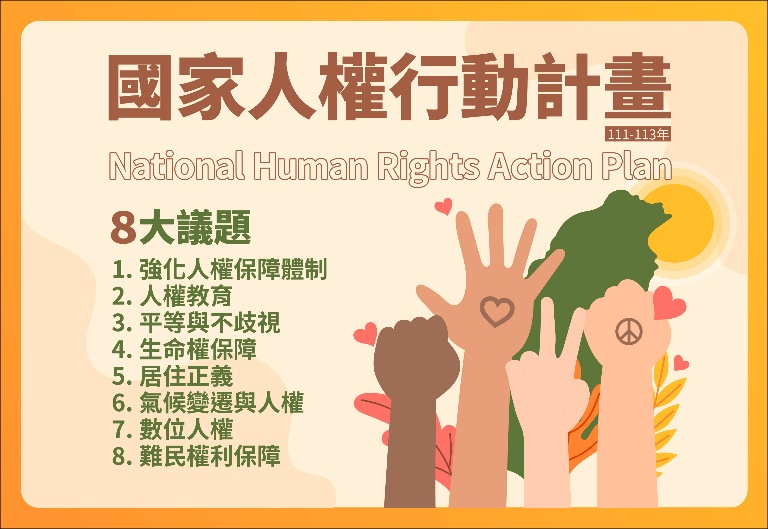 國家人權行動計畫
111-113年
National Human Rights Action Plan
8大議題
1. 強化人權保障體制
2. 人權教育
3. 平等與不歧視
4. 生命權保障
5. 居住正義
6. 氣候變遷與人權
7. 數位人權
8. 難民權利保障